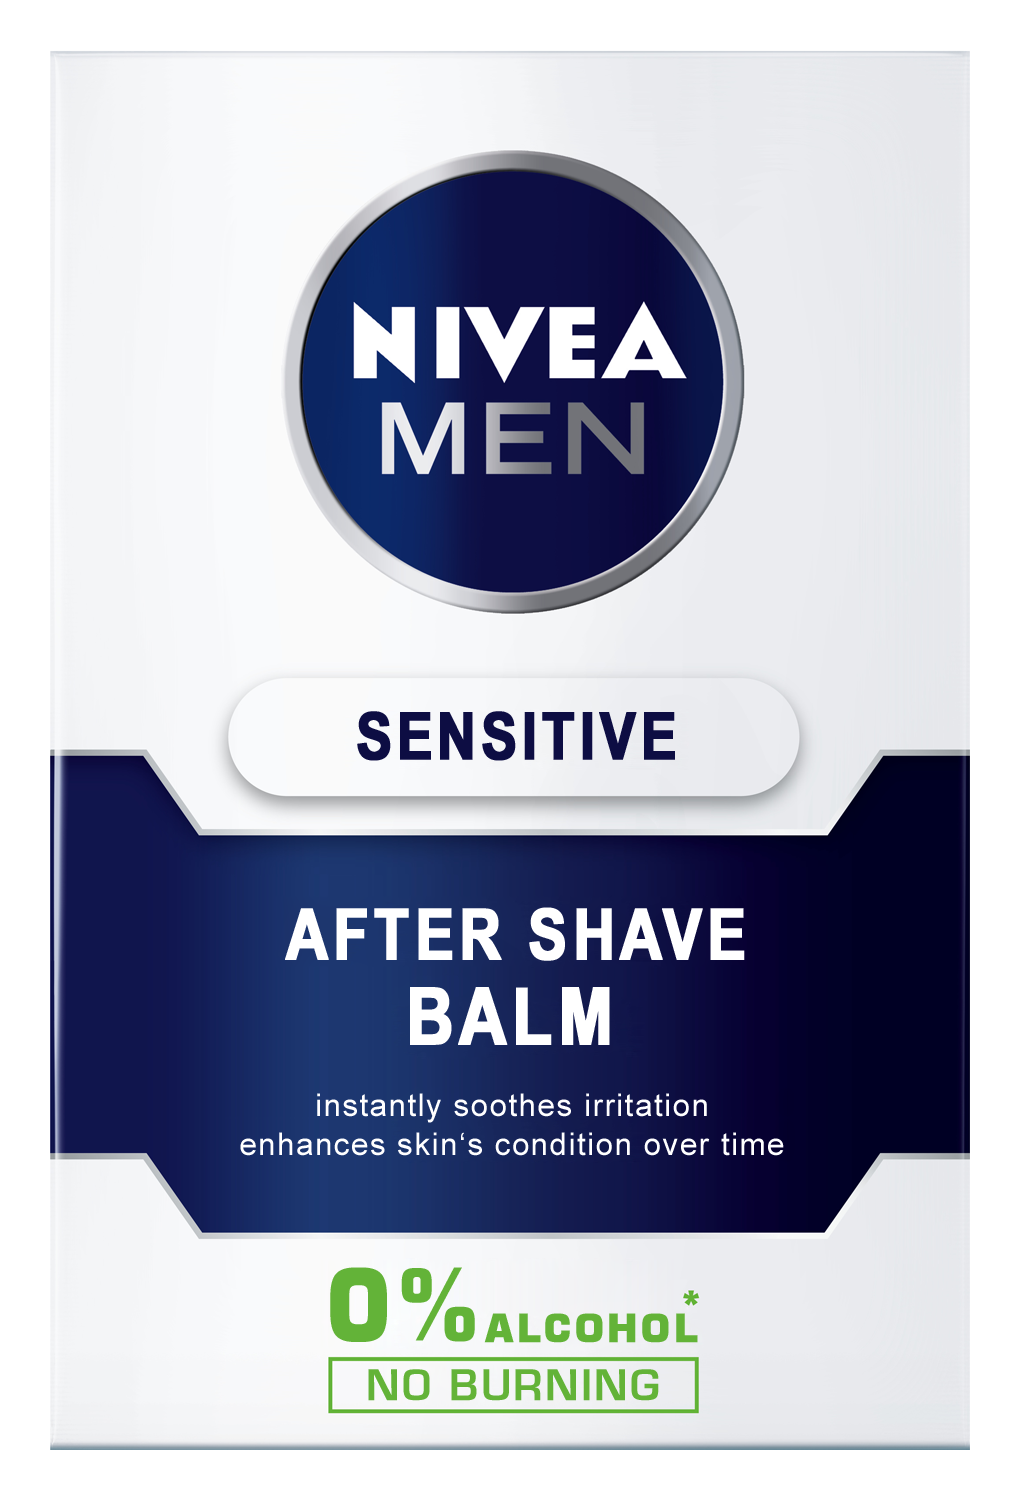 NIVEA
MEN
SENSITIVE
AFTER SHAVE
BALM
instantly soothes irritation
enhances skin‘s condition over time
0% ALCOHOL*
NO BURNING